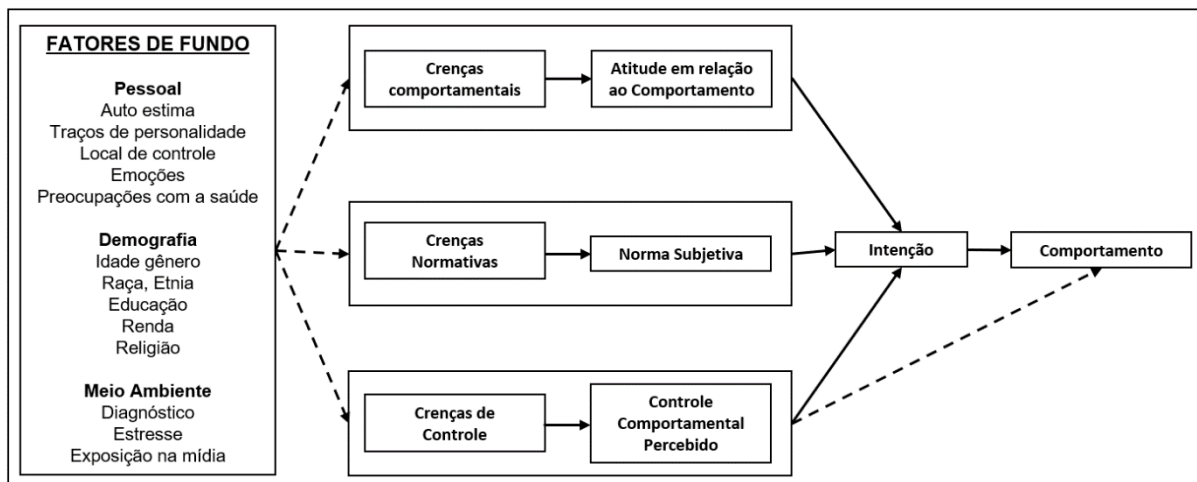 FATORES DE FUNDO
Pessoal
Auto estima
Traços de personalidade
Local de controle
Emoções
Preocupações com a saúde
Demografia
Idade gênero
Raça, Etnia
Educação
Renda
Religião
Meio Ambiente
Diagnóstico
Estresse
Exposição na mídia
Crenças
comportamentais
Atitude em relação
ao Comportamento
Crenças
Normativas
Norma Subjetiva
Crenças de
Controle
Controle
Comportamental
Percebido
Intenção
Comportamento